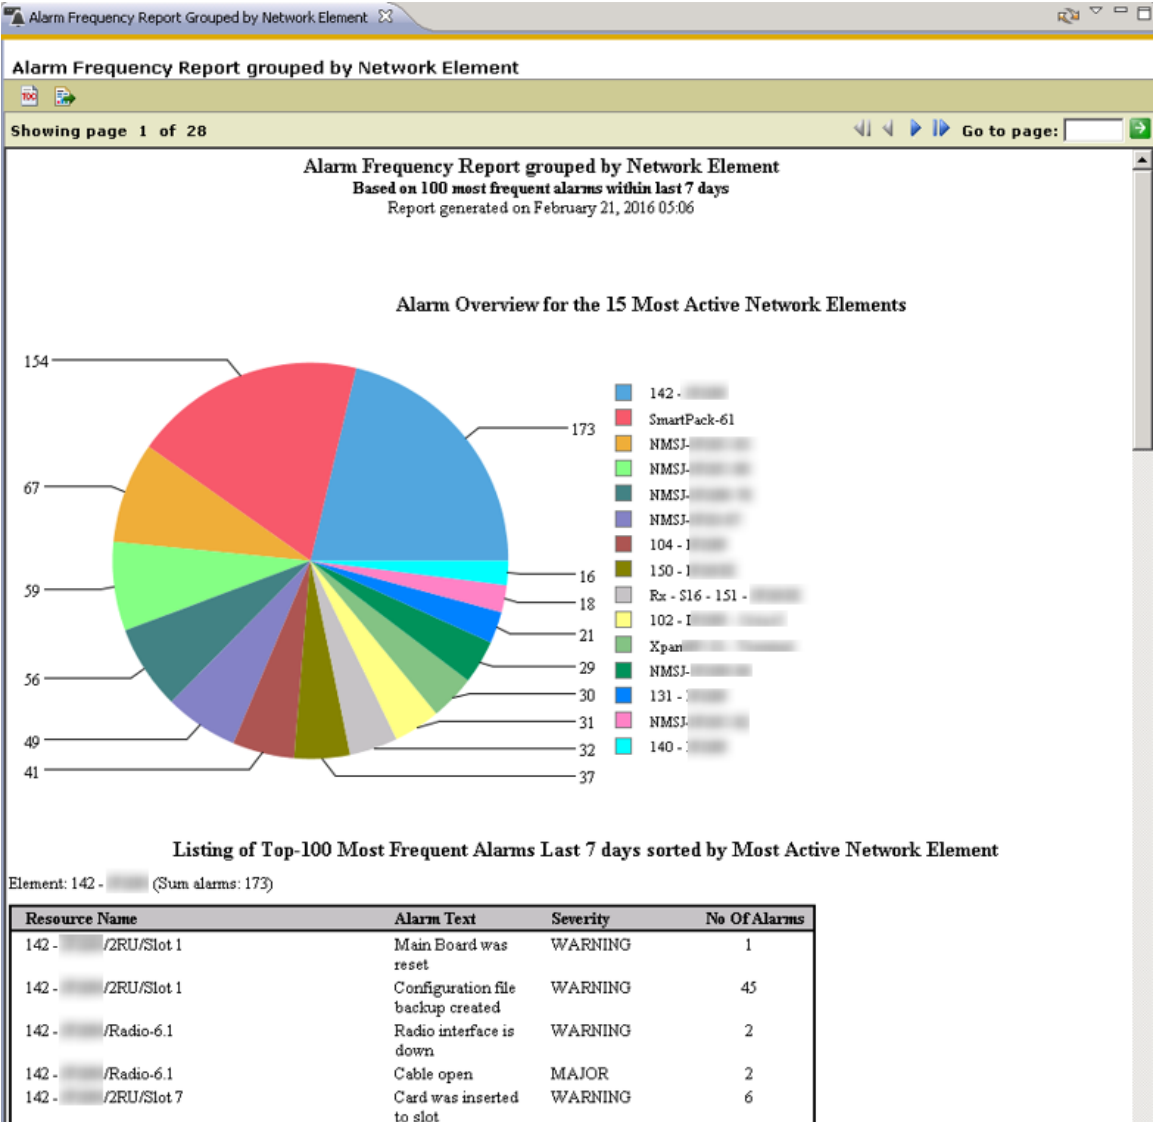 Alarm Frequency Report Grouped by Network Element
Alarm Frequency Report grouped by Network Element
TOC
Showing page 1 of 28
Go to page:
Alarm Frequency Report grouped by Network Element
Based on 100 most frequent alarms within last 7 days
Report generated on February 21, 2016 05:06
Alarm Overview for the 15 Most Active Network Elements
154
67
59
56
49
41
173
16
18
21
29
30
31
32
37
142 -
SmartPack-61
NMSJ-
NMSJ-
NMSJ-
NMSJ-
104 -
150 -
Rx - S16 - 151 -
102 -
Xpan
NMSJ-
131 -
NMSJ-
140 -
Listing of Top-100 Most Frequent Alarms Last 7 days sorted by Most Active Network Element
Element: 142 - (Sum alarms: 173)
Resource Name Alarm Text Severity No Of Alarms
142 - /2RU/Slot 1 Main Board was WARNING 1
reset
142 - /2RU/Slot 1 Configuration file WARNING 45
backup created
142 - /Radio-6.1 Radio interface is WARNING 2
down
142 - /Radio-6.1 Cable open MAJOR 2
142 - /2RU/Slot 7 Card was inserted WARNING 6
to slot